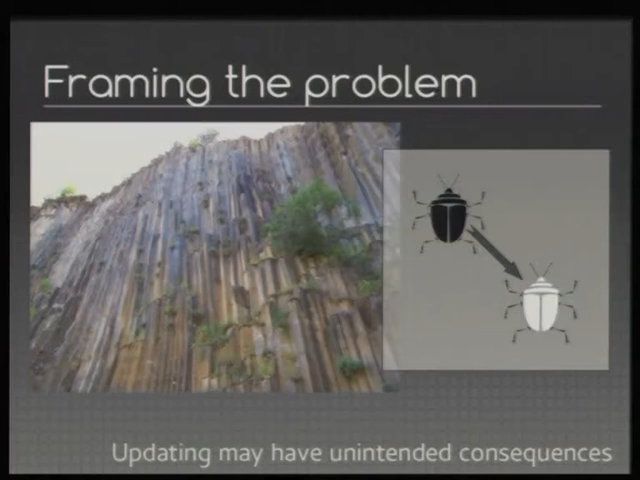 Framing the problem
Updating may have unintended consequences